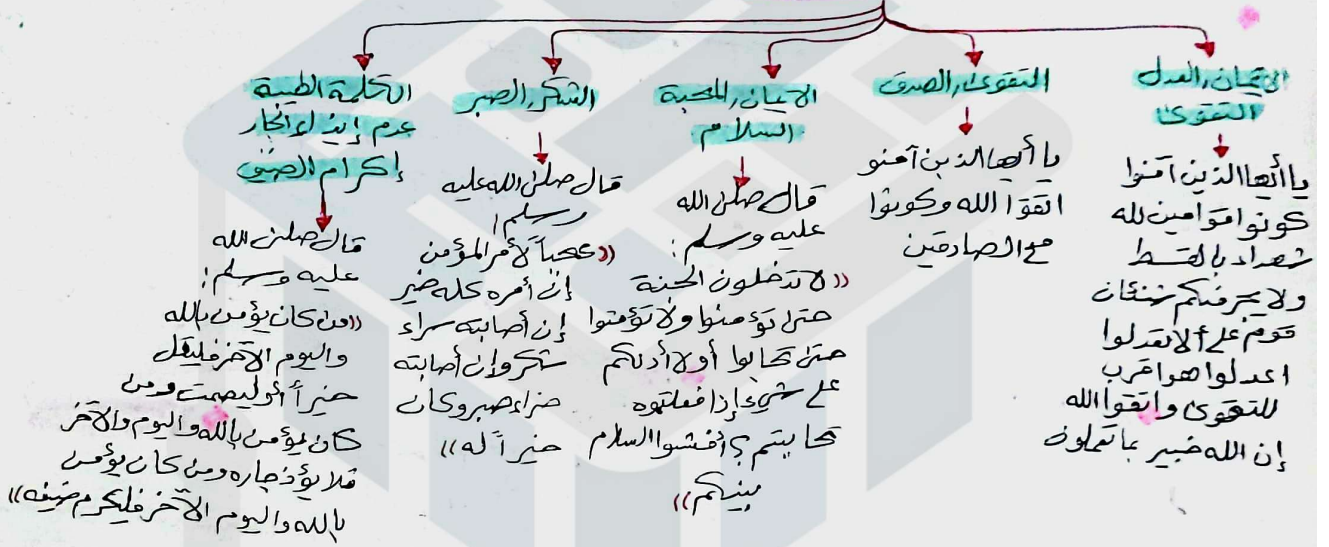 الإيمان, العدل
التقوى
يا أيها الذين آمنوا
كونوا قوامين لله
شهداء بالقسط
ولا يجرمنكم شنئان
قوم على ألا تعدلوا
اعدلوا هو اقرب
للتقوى واتقوا الله
إن الله خبير بما تعملون
التقوى, الصدق
يا أيها الذين آمنو
اتقوا الله وكونوا
مع الصادقين
الايمان, المحبة
السلام
قال صلى الله
عليه وسلم:
((لا تدخلون الجنة
حتى تؤمنوا ولا تؤمنوا
حتى تحابوا أولا أدلكم
على شيء إذا فعلتموه
تحاببتم؟ أفشوا السلام
بينكم))
الشكر, الصبر
قال صلى الله عليه
وسلم:
((عجباً لأمر المؤمن
إن أمره كله خير
إن أصابته سراء
شكر وإن أصابته
ضراء صبر وكان
خيراً له))
الكلمة الطيبة
عدم إيذاء الجار
إكرام الضيف
قال صلى الله
عليه وسلم:
((من كان يؤمن بالله
واليوم الآخر فليقل
خيراً أو ليصمت ومن
كان يؤمن بالله واليوم والآخر
فلا يؤذ جاره ومن كان يؤمن
بالله واليوم الآخر فليكرم ضيفه))